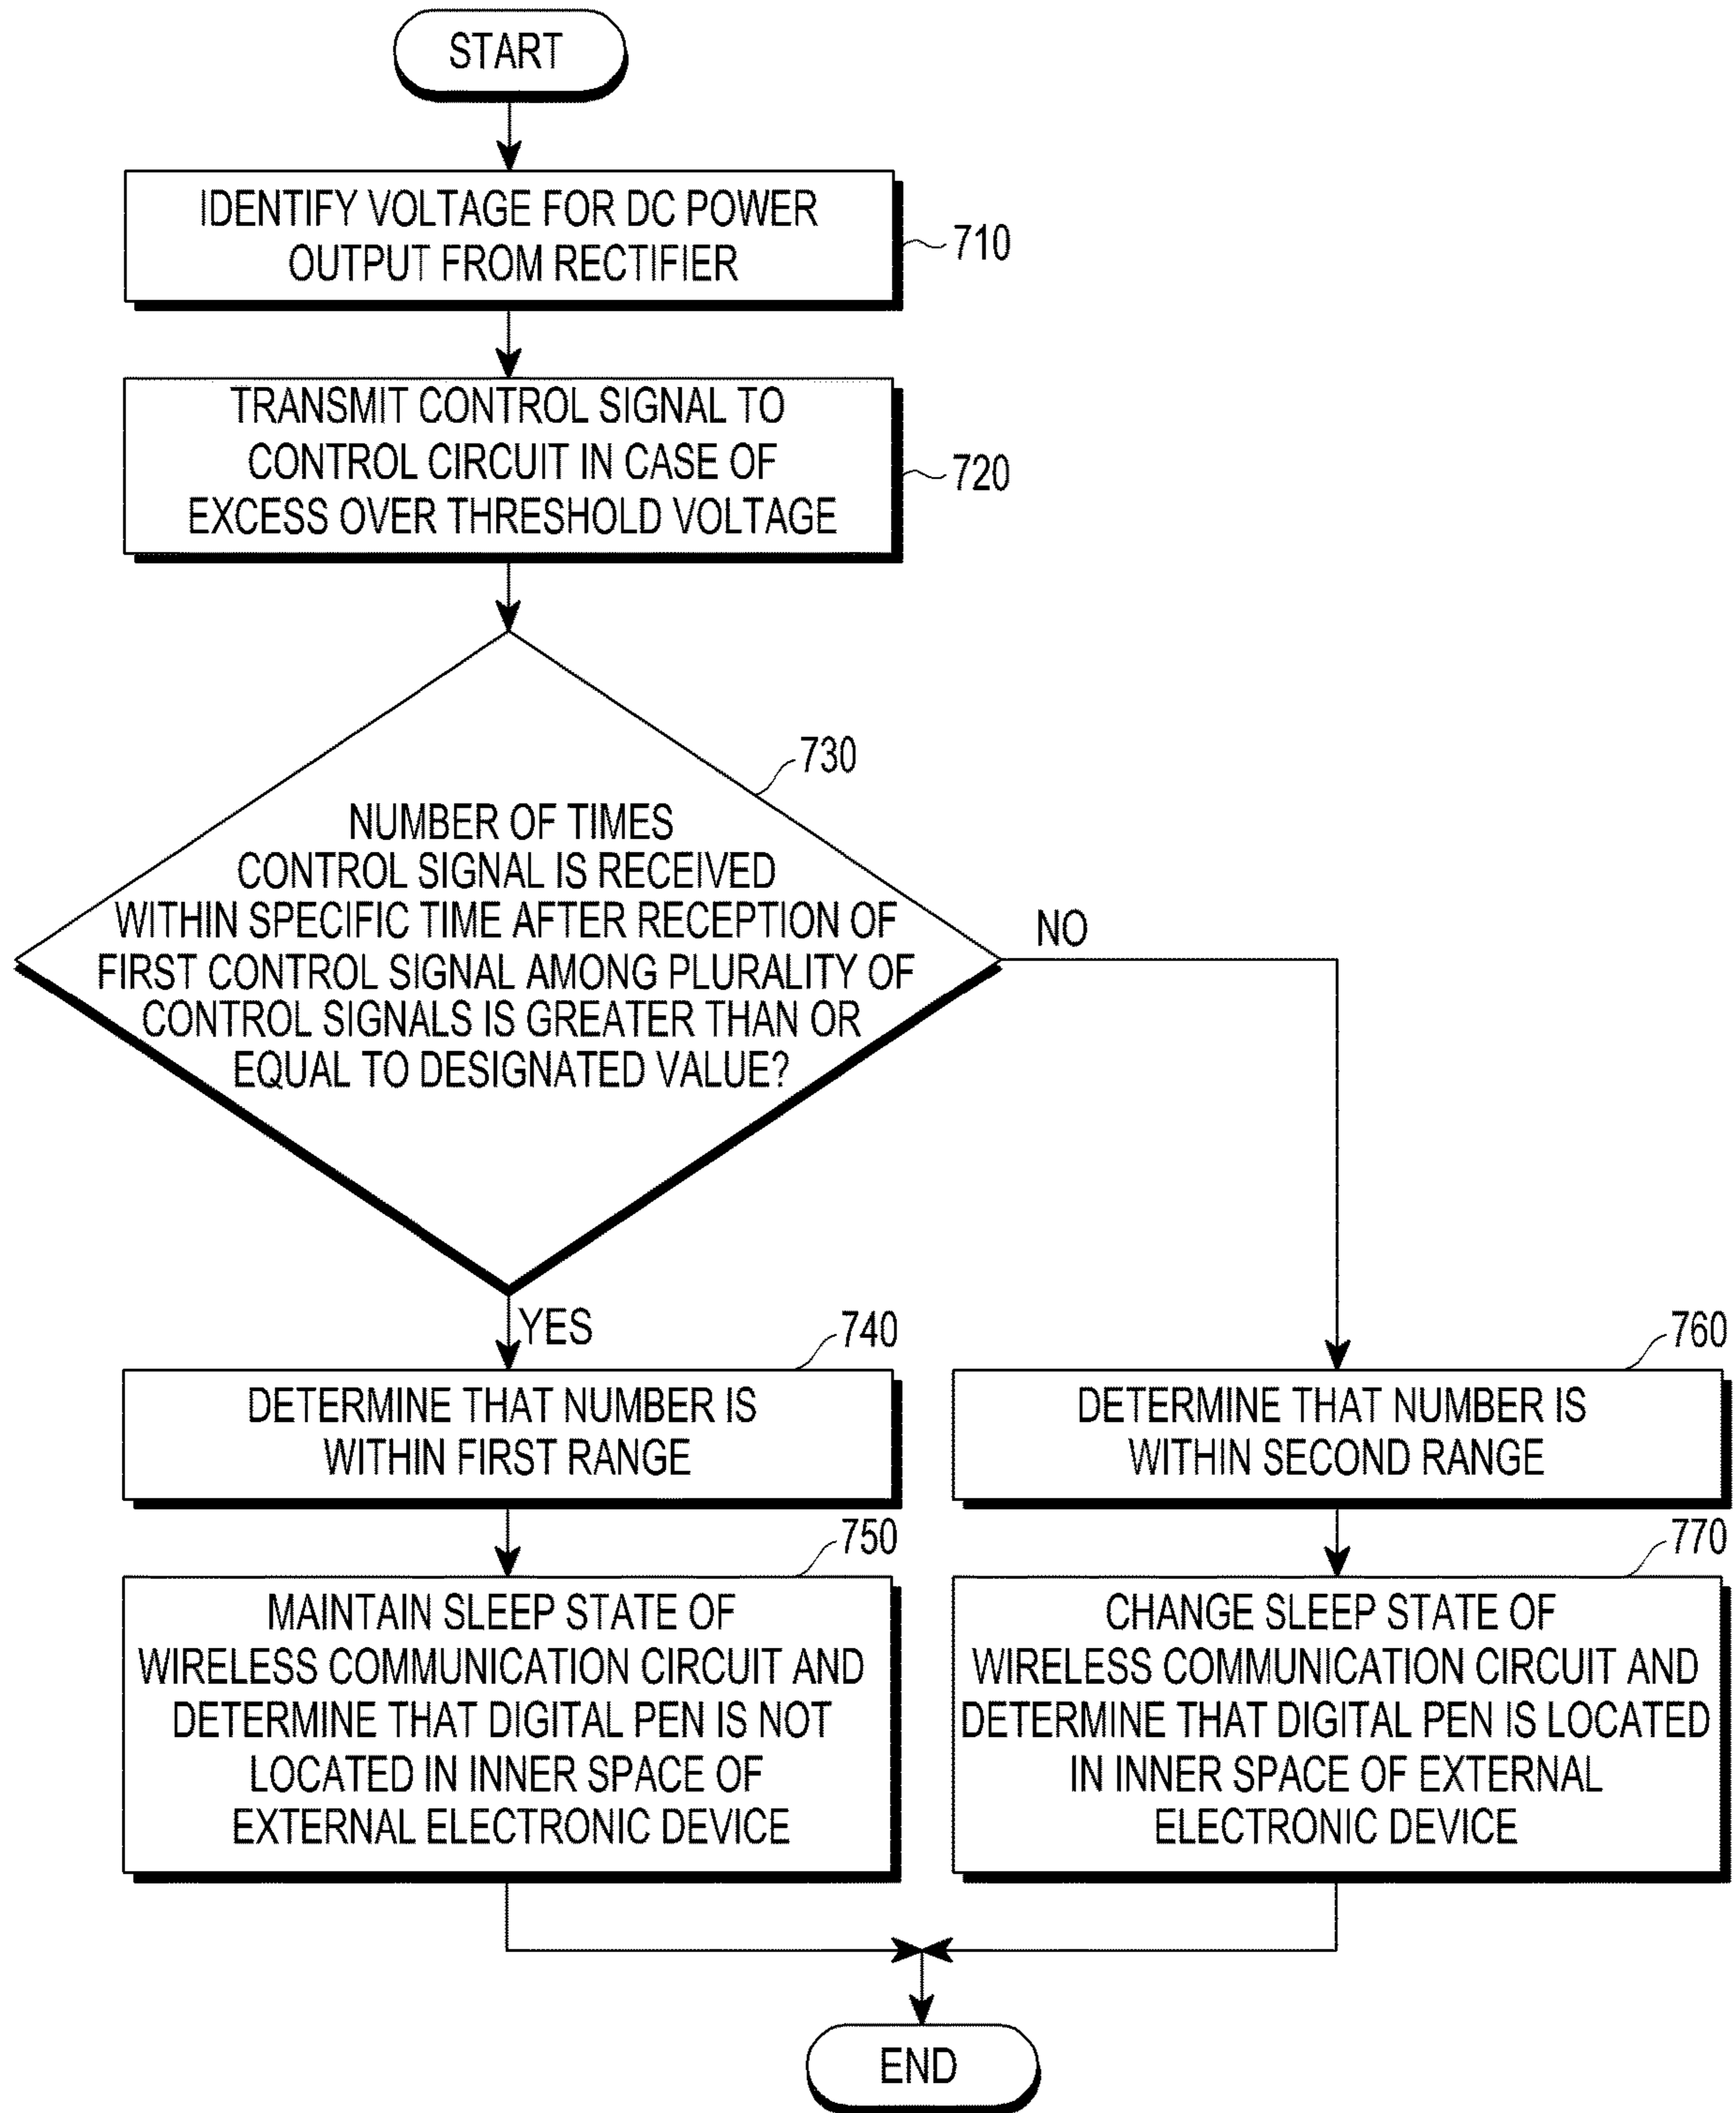 START
IDENTIFY VOLTAGE FOR DC POWER
OUTPUT FROM RECTIFIER
710
TRANSMIT CONTROL SIGNAL TO
CONTROL CIRCUIT IN CASE OF
EXCESS OVER THRESHOLD VOLTAGE
720
730
NUMBER OF TIMES
CONTROL SIGNAL IS RECEIVED
WITHIN SPECIFIC TIME AFTER RECEPTION OF
FIRST CONTROL SIGNAL AMONG PLURALITY OF
CONTROL SIGNALS IS GREATER THAN OR
EQUAL TO DESIGNATED VALUE?
NO
YES
740
DETERMINE THAT NUMBER IS
WITHIN FIRST RANGE
750
MAINTAIN SLEEP STATE OF
WIRELESS COMMUNICATION CIRCUIT AND
DETERMINE THAT DIGITAL PEN IS NOT
LOCATED IN INNER SPACE OF
EXTERNAL ELECTRONIC DEVICE
760
DETERMINE THAT NUMBER IS
WITHIN SECOND RANGE
770
CHANGE SLEEP STATE OF
WIRELESS COMMUNICATION CIRCUIT AND
DETERMINE THAT DIGITAL PEN IS LOCATED
IN INNER SPACE OF EXTERNAL
ELECTRONIC DEVICE
END